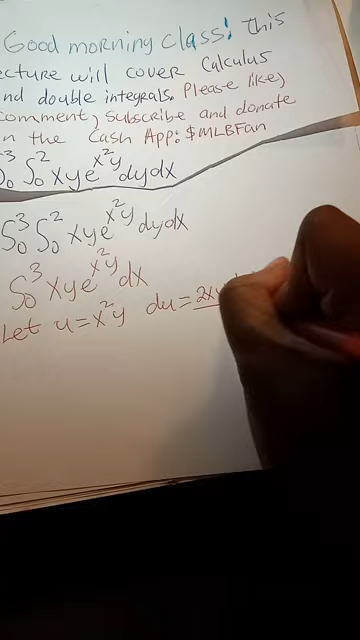 Good morning class! This
ecture will cover Calculus
nd double integrals. Please like,
comment, subscribe and donate
n the Cash App: $MLBFan
∫₀³ ∫₀² xye^x²y dydx
∫₀³ ∫₀² xye^x²y dydx
∫₀³ xye^x²y dx
Let u = x²y du = 2xy